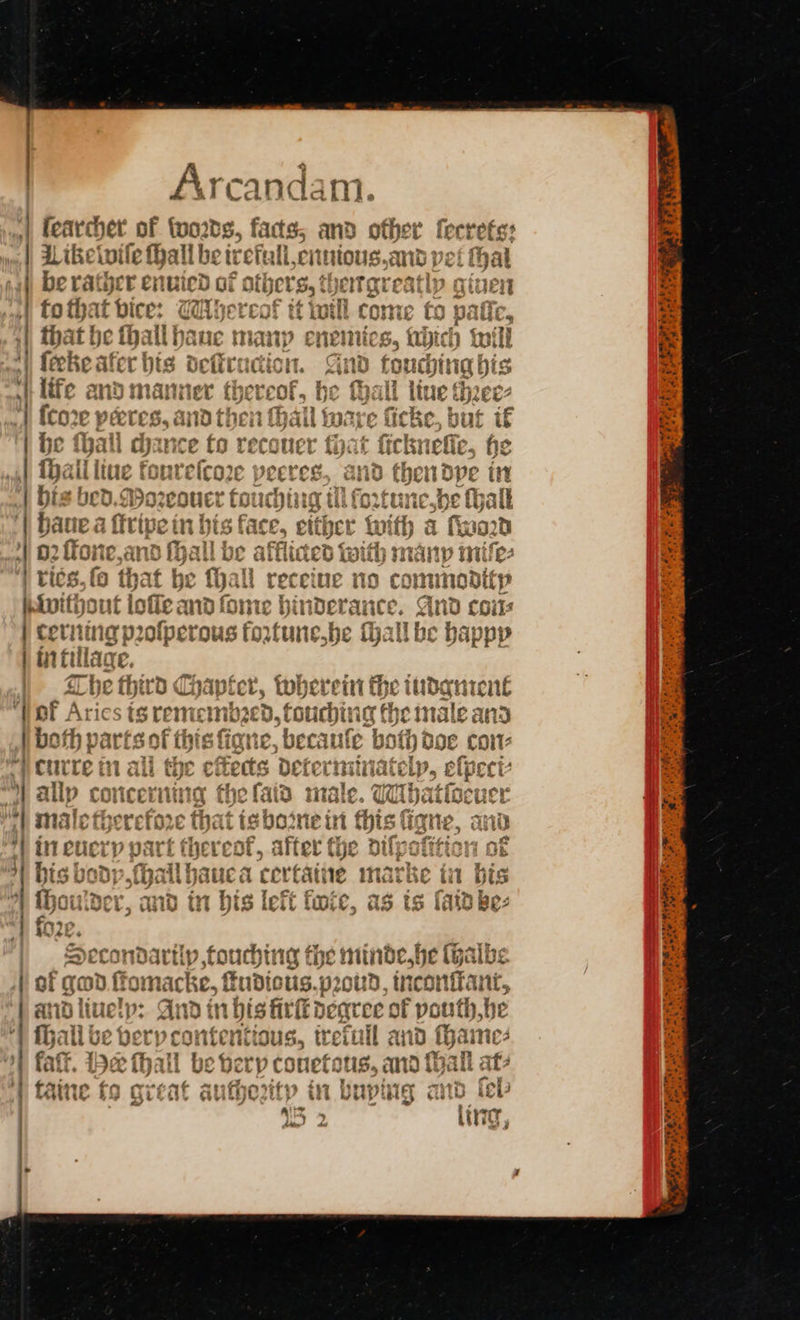 Arcandam.
ſearcher of words, facts, and other ſecrets:
Likewiſe ſhall be irefull, enuious, and yet ſhal
be rather enuied of others, then greatly giuen
to that vice: Whereof it will come to paſſe,
that he ſhall haue many enemies, which will
ſeeke afer his deſtruction. And touching his
life and manner thereof, he ſhall liue three-
ſcore yéeres, and then ſhall waxe ſicke, but if
he ſhall chance to recouer that ſickneſſe, he
ſhall liue foureſcore yeeres, and then dye in
his bed. Moreouer touching ill fortune, he ſhall
haue a ſtripe in his face, either with a ſword
or ſtone, and ſhall be afflicted with many miſe-
ries, ſo that he ſhall receiue no commodity
without loſſe and ſome hinderance. And con-
cerning proſperous fortune, he ſhall be happy
in tillage.
The third Chapter, wherein the iudgment
of Aries is remembred, touching the male and
both parts of this ſigne, becauſe both doe con-
curre in all the effects determinately, eſpeci-
ally concerning the ſaid male. Whatſoeuer
male therefore that is borne in this ſigne, and
in euery part thereof, after the diſpoſition of
his body, ſhall haue a certaine marke in his
ſhoulder, and in his left ſide, as is ſaid be-
fore.
Secondarily, touching the minde, he ſhalbe
of good ſtomacke, ſtudious, proud, inconſtant,
and liuely: And in his firſt degree of youth, he
ſhall be very contentious, irefull and ſhame-
faſt. Hee ſhall be very couetous, and ſhall at-
taine to great authority in buying and ſel-
B 2 ling,